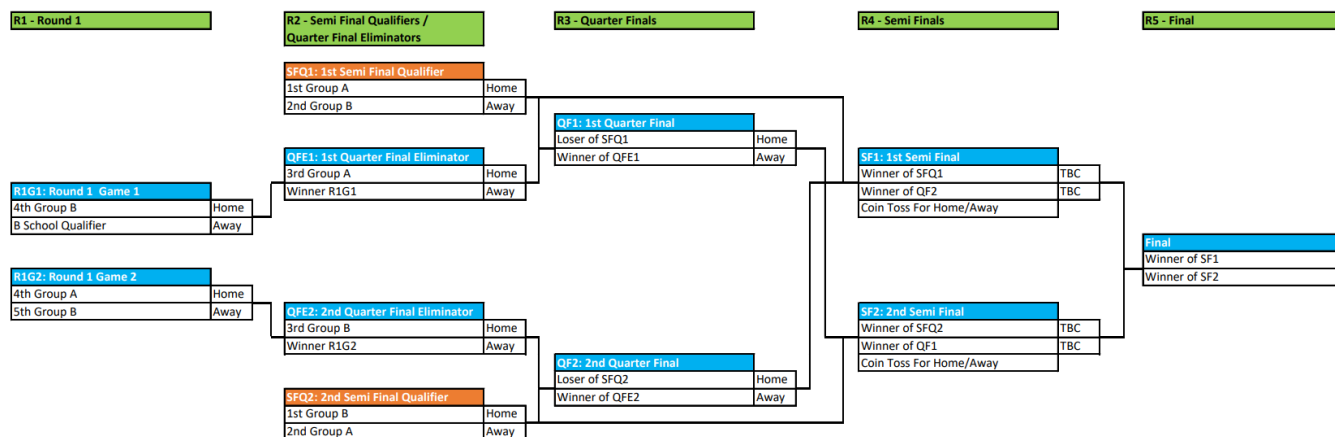 R1 - Round 1
R2 - Semi Final Qualifiers /
Quarter Final Eliminators
R3 - Quarter Finals
R4 - Semi Finals
R5 - Final
SFQ1: 1st Semi Final Qualifier
1st Group A Home
2nd Group B Away
QF1: 1st Quarter Final
Loser of SFQ1 Home
Winner of QFE1 Away
QFE1: 1st Quarter Final Eliminator
3rd Group A Home
Winner R1G1 Away
SF1: 1st Semi Final
Winner of SFQ1 TBC
Winner of QF2 TBC
Coin Toss For Home/Away
R1G1: Round 1 Game 1
4th Group B Home
B School Qualifier Away
Final
Winner of SF1
Winner of SF2
R1G2: Round 1 Game 2
4th Group A Home
5th Group B Away
QFE2: 2nd Quarter Final Eliminator
3rd Group B Home
Winner R1G2 Away
SF2: 2nd Semi Final
Winner of SFQ2 TBC
Winner of QF1 TBC
Coin Toss For Home/Away
QF2: 2nd Quarter Final
Loser of SFQ2 Home
Winner of QFE2 Away
SFQ2: 2nd Semi Final Qualifier
1st Group B Home
2nd Group A Away